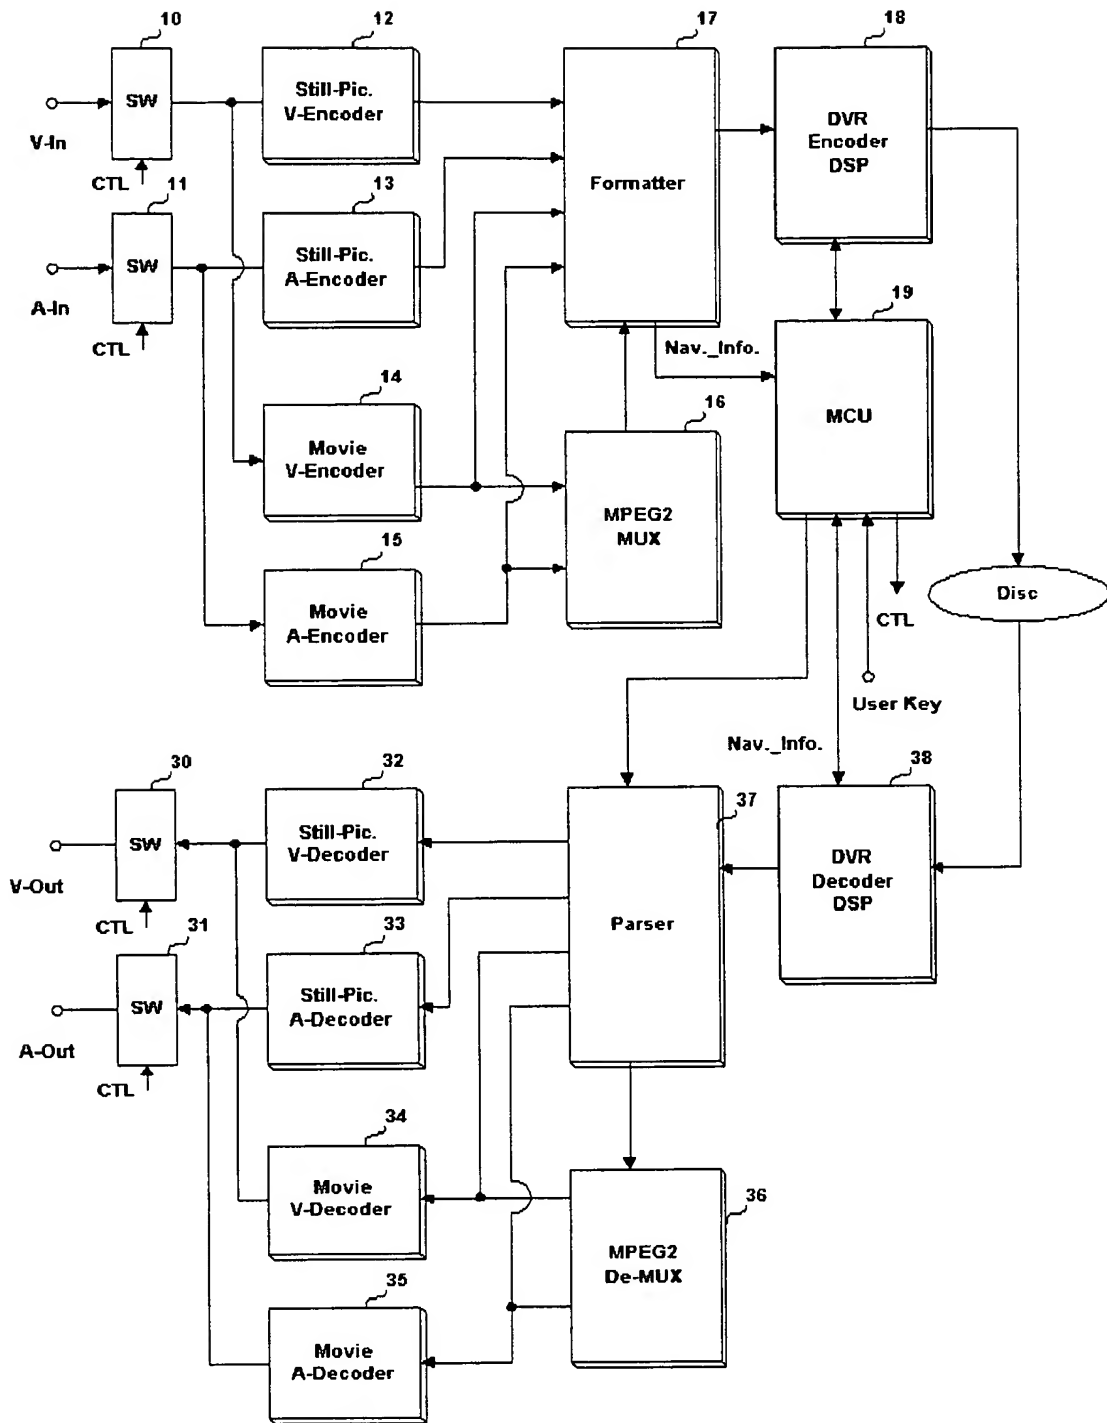 10
12
17
18
SW
Still-Pic.
V-Encoder
Formatter
DVR
Encoder
DSP
V-In
CTL
11
13
SW
Still-Pic.
A-Encoder
A-In
CTL
Nav._Info.
19
MCU
14
Movie
V-Encoder
16
MPEG2
MUX
15
Movie
A-Encoder
Disc
CTL
User Key
Nav._Info.
30
32
37
38
SW
Still-Pic.
V-Decoder
Parser
DVR
Decoder
DSP
V-Out
CTL
31
33
SW
Still-Pic.
A-Decoder
A-Out
CTL
34
Movie
V-Decoder
36
MPEG2
De-MUX
35
Movie
A-Decoder